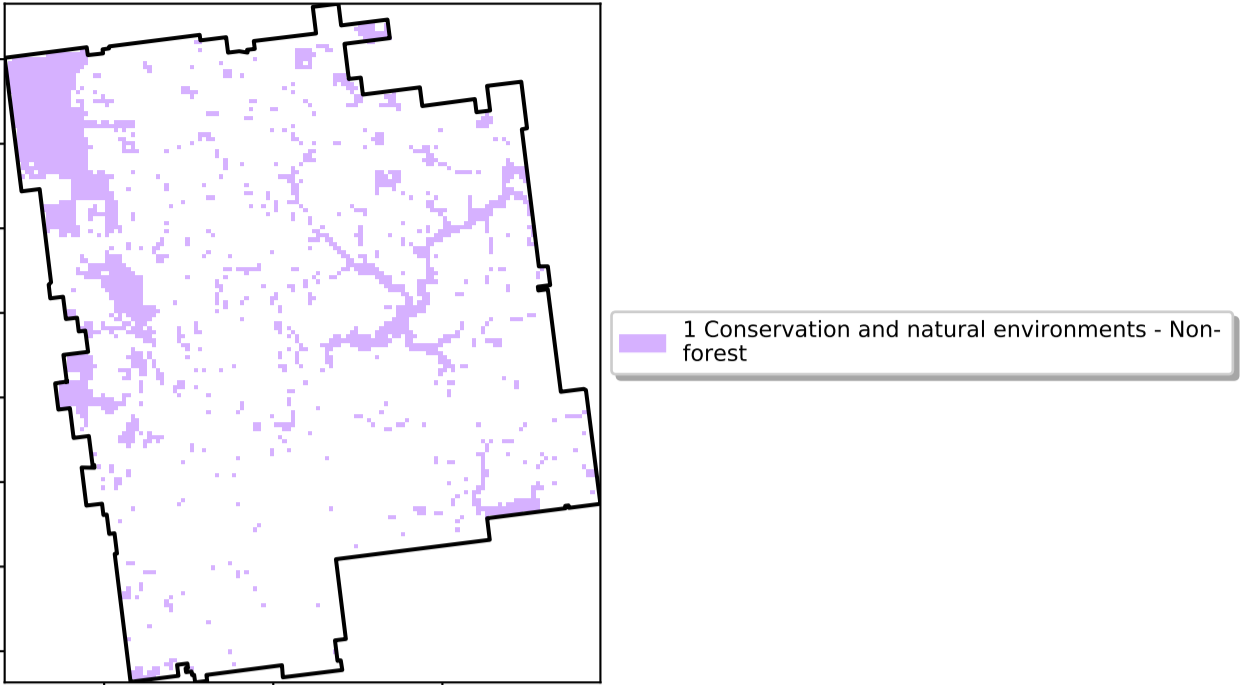 1 Conservation and natural environments - Non-
forest